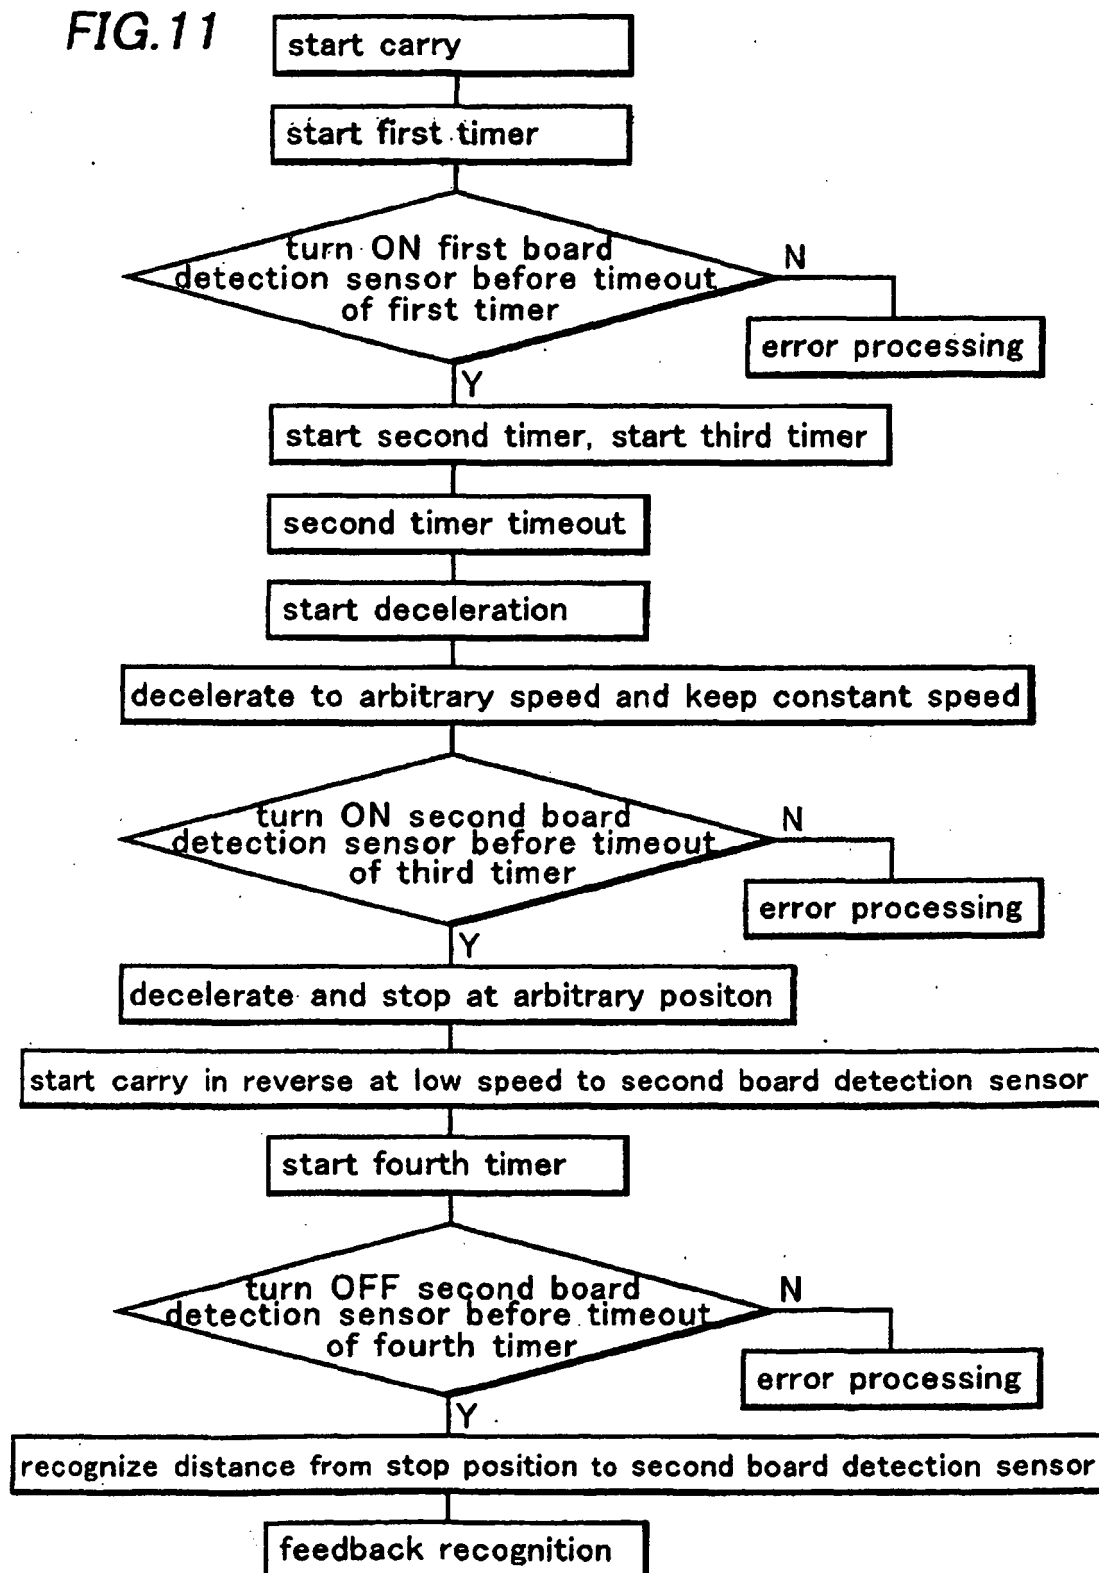 FIG.11
start carry
start first timer
turn ON first board
detection sensor before timeout
of first timer
N
error processing
Y
start second timer, start third timer
second timer timeout
start deceleration
decelerate to arbitrary speed and keep constant speed
turn ON second board
detection sensor before timeout
of third timer
N
error processing
Y
decelerate and stop at arbitrary positon
start carry in reverse at low speed to second board detection sensor
start fourth timer
turn OFF second board
detection sensor before timeout
of fourth timer
N
error processing
Y
recognize distance from stop position to second board detection sensor
feedback recognition